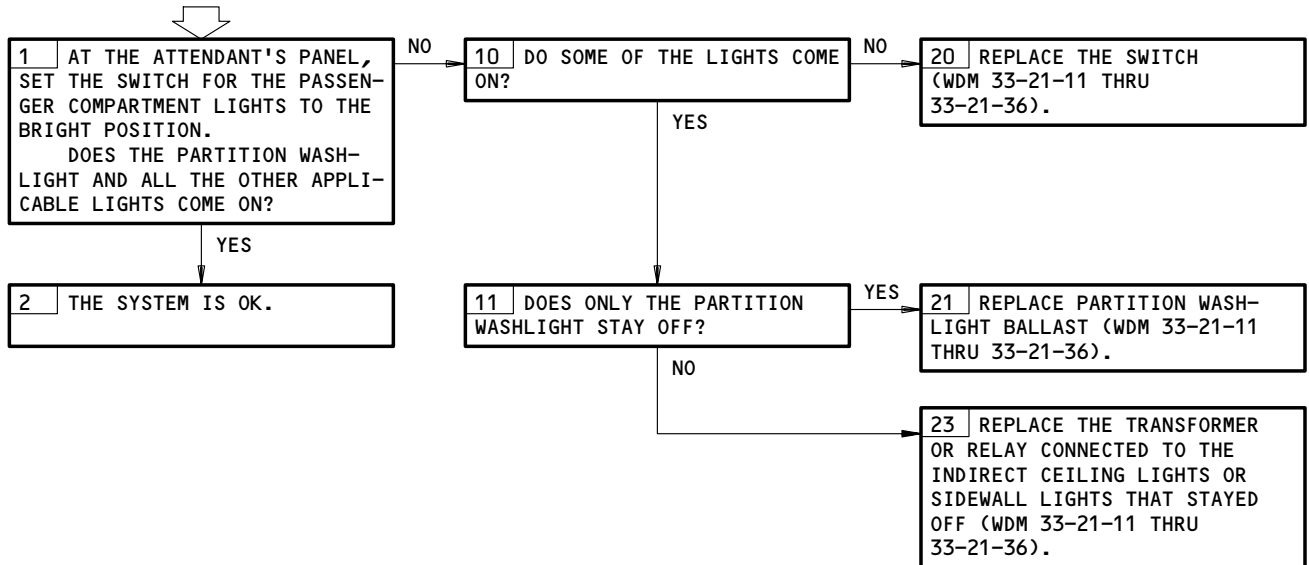 1 AT THE ATTENDANT'S PANEL,
SET THE SWITCH FOR THE PASSEN-
GER COMPARTMENT LIGHTS TO THE
BRIGHT POSITION.
DOES THE PARTITION WASH-
LIGHT AND ALL THE OTHER APPLI-
CABLE LIGHTS COME ON?
NO
YES
2 THE SYSTEM IS OK.
10 DO SOME OF THE LIGHTS COME
ON?
NO
YES
20 REPLACE THE SWITCH
(WDM 33-21-11 THRU
33-21-36).
11 DOES ONLY THE PARTITION
WASHLIGHT STAY OFF?
YES
NO
21 REPLACE PARTITION WASH-
LIGHT BALLAST (WDM 33-21-11
THRU 33-21-36).
23 REPLACE THE TRANSFORMER
OR RELAY CONNECTED TO THE
INDIRECT CEILING LIGHTS OR
SIDEWALL LIGHTS THAT STAYED
OFF (WDM 33-21-11 THRU
33-21-36).